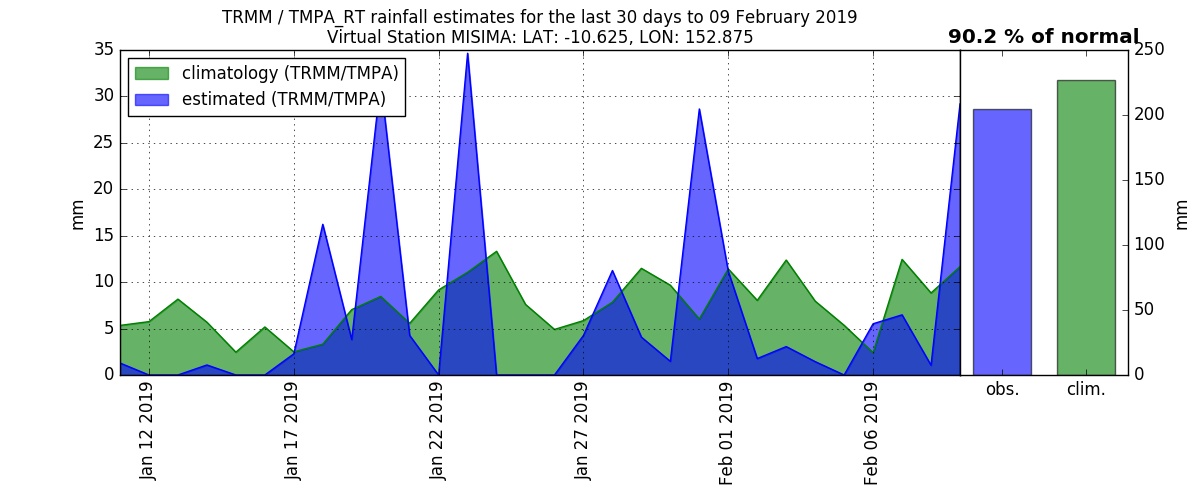 TRMM / TMPA_RT rainfall estimates for the last 30 days to 09 February 2019
Virtual Station MISIMA: LAT: -10.625, LON: 152.875
90.2 % of normal
climatology (TRMM/TMPA)
estimated (TRMM/TMPA)
35
30
25
20
15
10
5
0
mm
Jan 12 2019
Jan 17 2019
Jan 22 2019
Jan 27 2019
Feb 01 2019
Feb 06 2019
obs.
clim.
250
200
150
100
50
0
mm